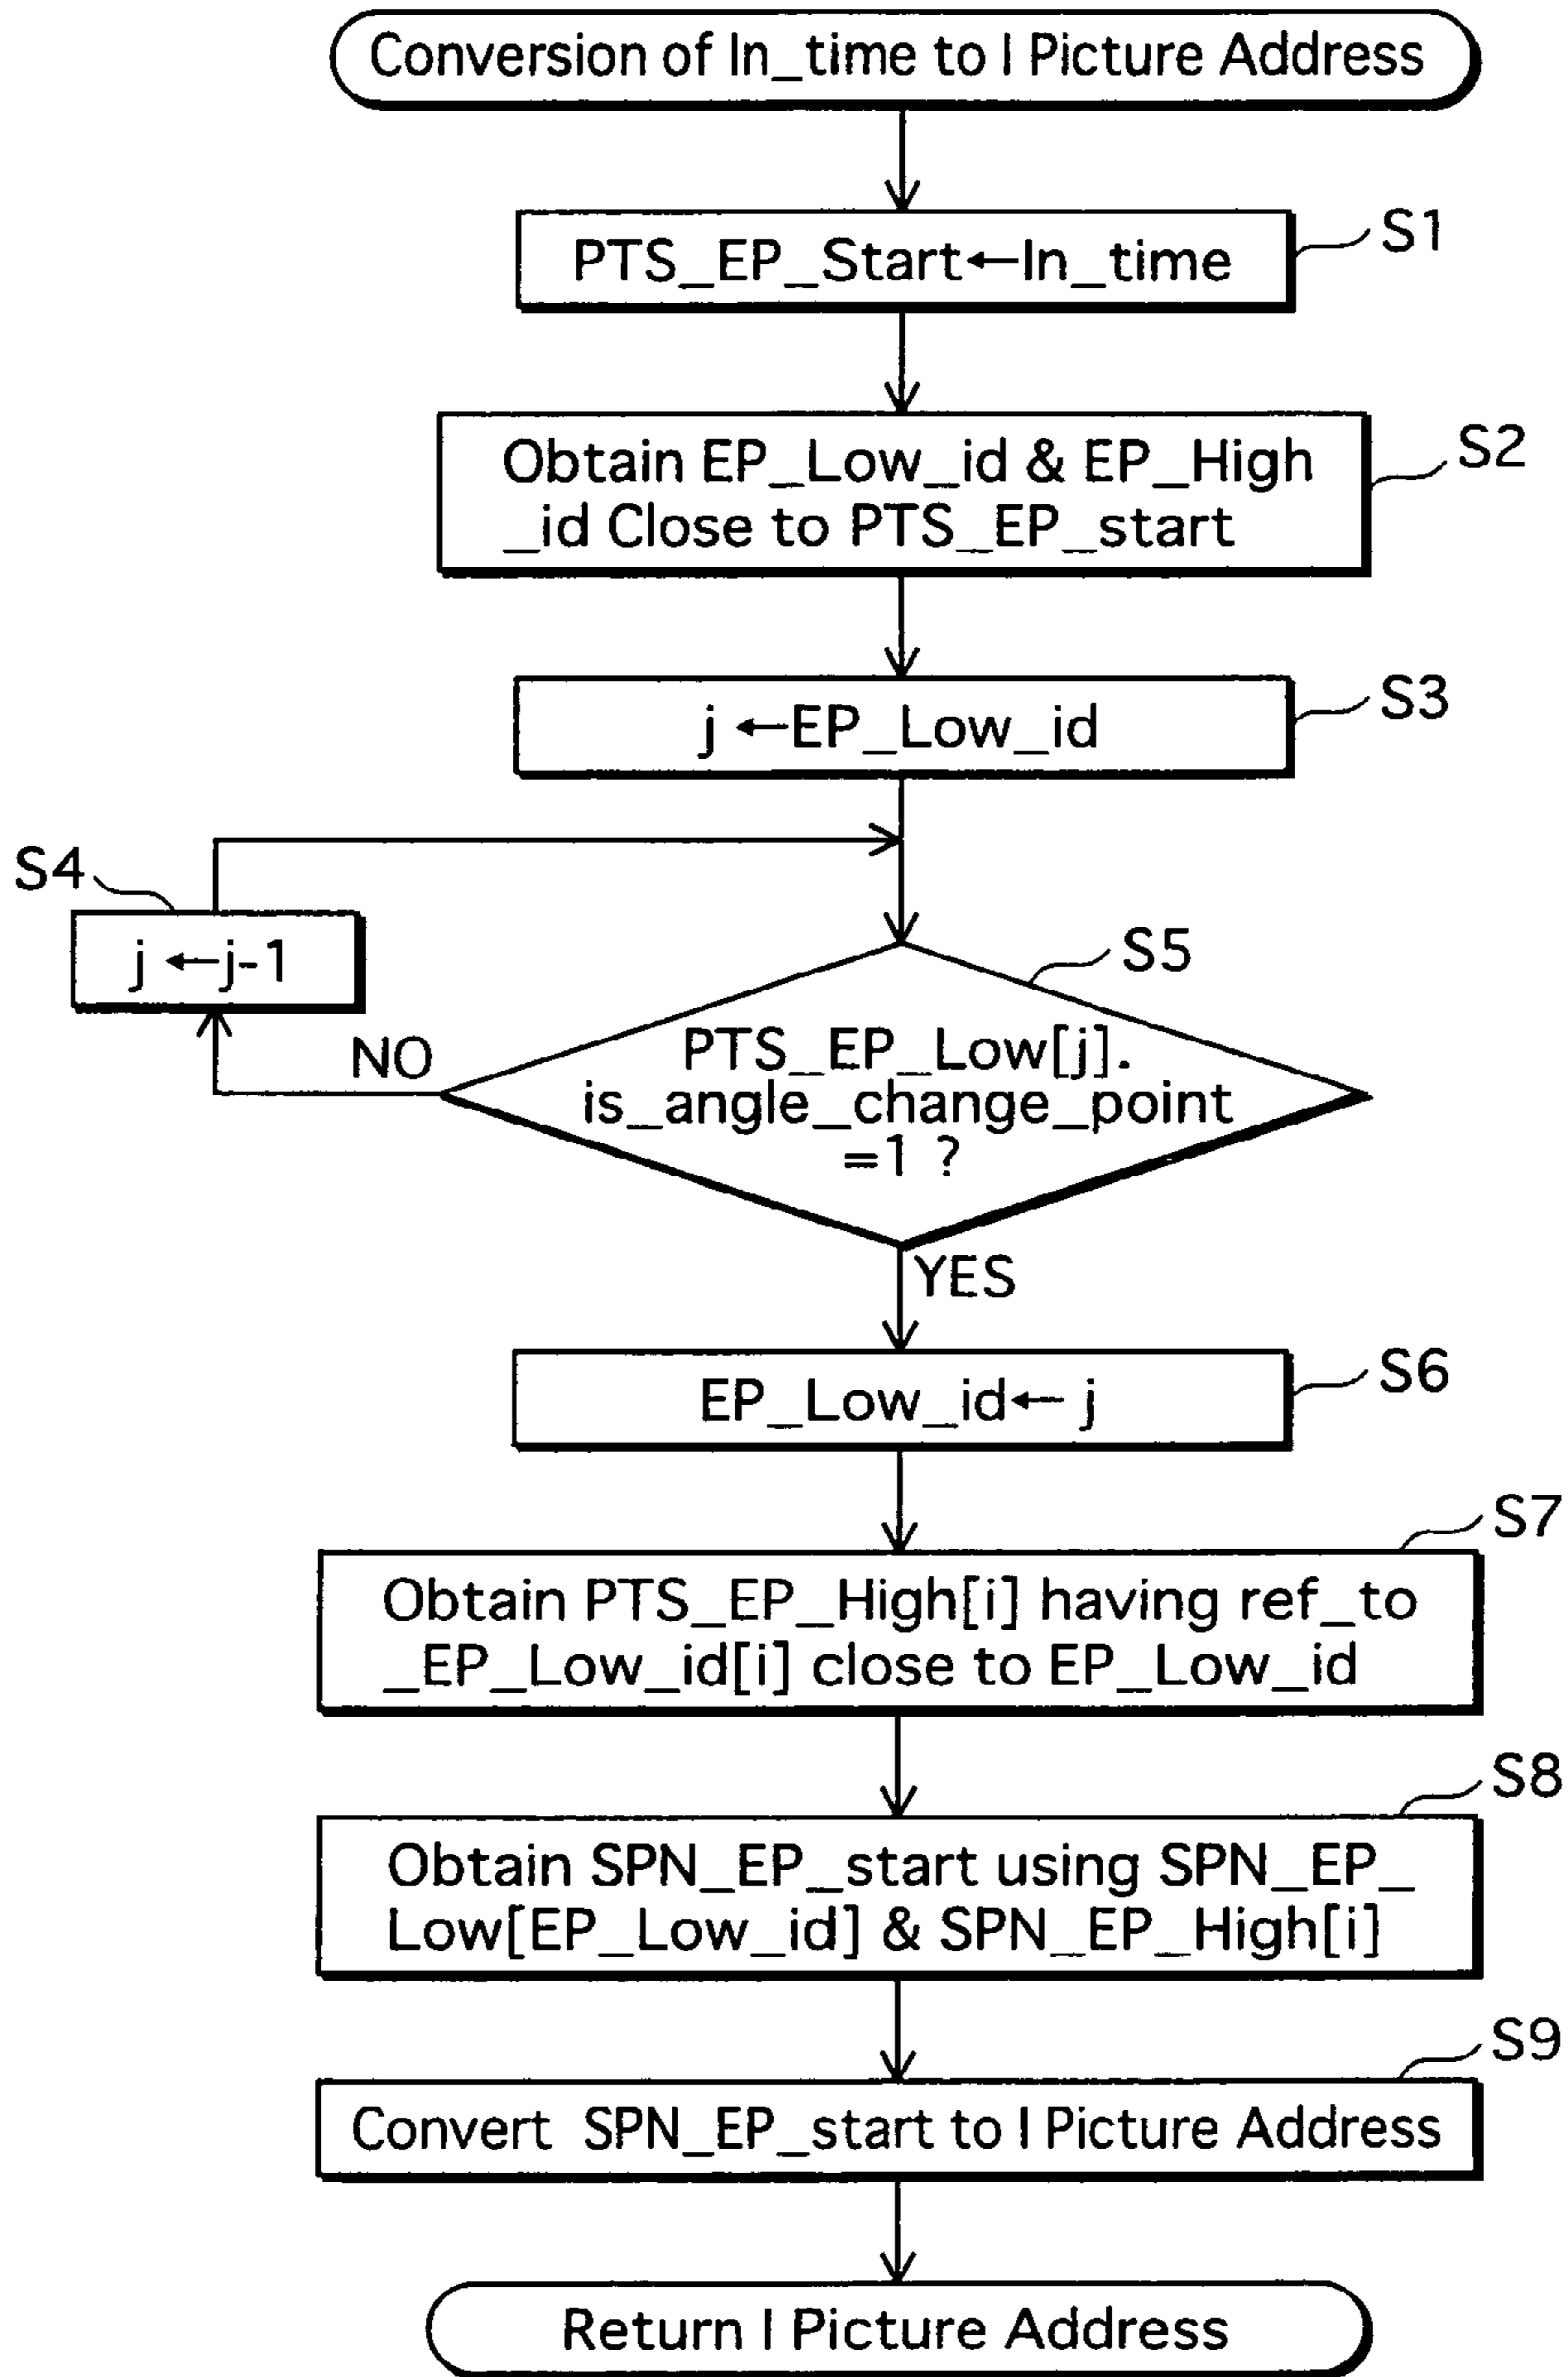 Conversion of In_time to I Picture Address
PTS_EP_Start←In_time
S1
Obtain EP_Low_id & EP_High
_id Close to PTS_EP_start
S2
j ←EP_Low_id
S3
S4
j ←j-1
S5
NO
PTS_EP_Low[j].
is_angle_change_point
=1 ?
YES
EP_Low_id← j
S6
S7
Obtain PTS_EP_High[i] having ref_to
_EP_Low_id[i] close to EP_Low_id
S8
Obtain SPN_EP_start using SPN_EP_
Low[EP_Low_id] & SPN_EP_High[i]
S9
Convert SPN_EP_start to I Picture Address
Return I Picture Address